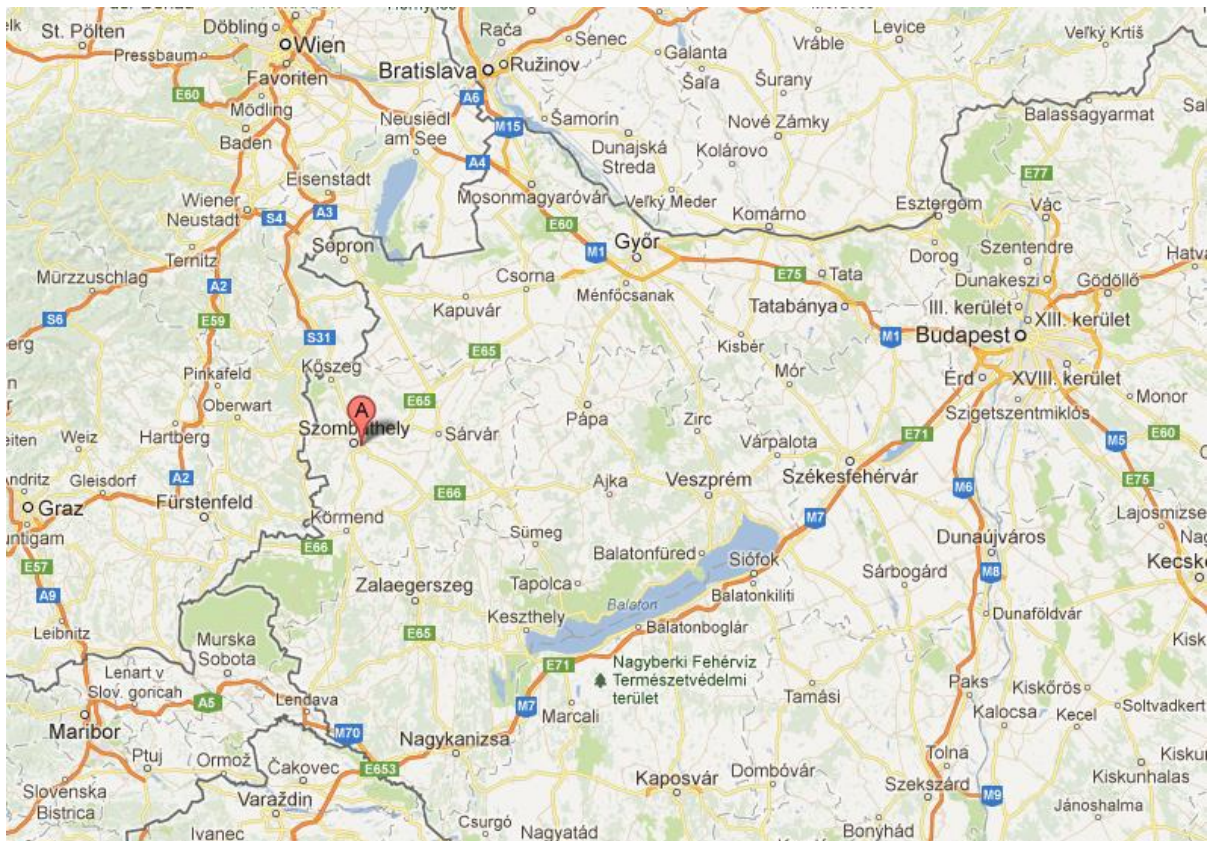 Döbling
Wien
St. Pölten
Pressbaum
Favoriten
E60
Mödling
Baden
Rača
Senec
Bratislava
Ružinov
A6
Galanta
Šaľa
Vráble
Levice
Šurany
Veľký Krtíš
Neusiedl
am See
M15
Šamorín
Nové Zámky
Balassagyarmat
A4
Dunajská
Streda
Kolárovo
E77
Eisenstadt
Wiener
Neustadt
S4
A3
Mosonmagyaróvár
Veľký Meder
Komárno
Esztergom
Vác
E60
Sopron
M1
Győr
Dorog
Szentendre
Ternitz
Mürzzuschlag
A2
Csorna
Ménfőcsanak
E75
Tata
Dunakeszi
Gödöllő
Kapuvár
Tatabánya
III. kerület
XIII. kerület
S6
E59
S31
M1
Budapest
E65
Kisbér
Kőszeg
Pinkafeld
Mór
Érd
XVIII. kerület
E65
A
Oberwart
Pápa
Zirc
Szigetszentmiklós
Monor
Weiz
Hartberg
Szombathely
Sárvár
Várpalota
E71
M5
E60
A2
Gleisdorf
Székesfehérvár
E75
Graz
Fürstenfeld
E66
Ajka
Veszprém
M6
Körmend
M7
E66
Sümeg
Balatonfüred
Dunaújváros
E57
Siófok
M8
A9
Zalaegerszeg
Tapolca
Sárbogárd
Balaton
Balatonkiliti
Dunaföldvár
Leibnitz
Keszthely
Balatonboglár
E65
Murska
Sobota
E71
Nagyberki Fehérvíz
Természetvédelmi
terület
Lenart v
Slov. goricah
A5
Lendava
M7
Marcali
Tamási
Paks
Kiskőrös
Soltvadkert
Maribor
M70
Nagykanizsa
Kalocsa
Kecel
Ptuj
Ormož
Čakovec
E653
Kaposvár
Dombóvár
Tolna
Kiskunhalas
Slovenska
Bistrica
Varaždin
Szekszárd
M9
Jánoshalma
Ivanec
Csurgó
Nagyatád
Bonyhád